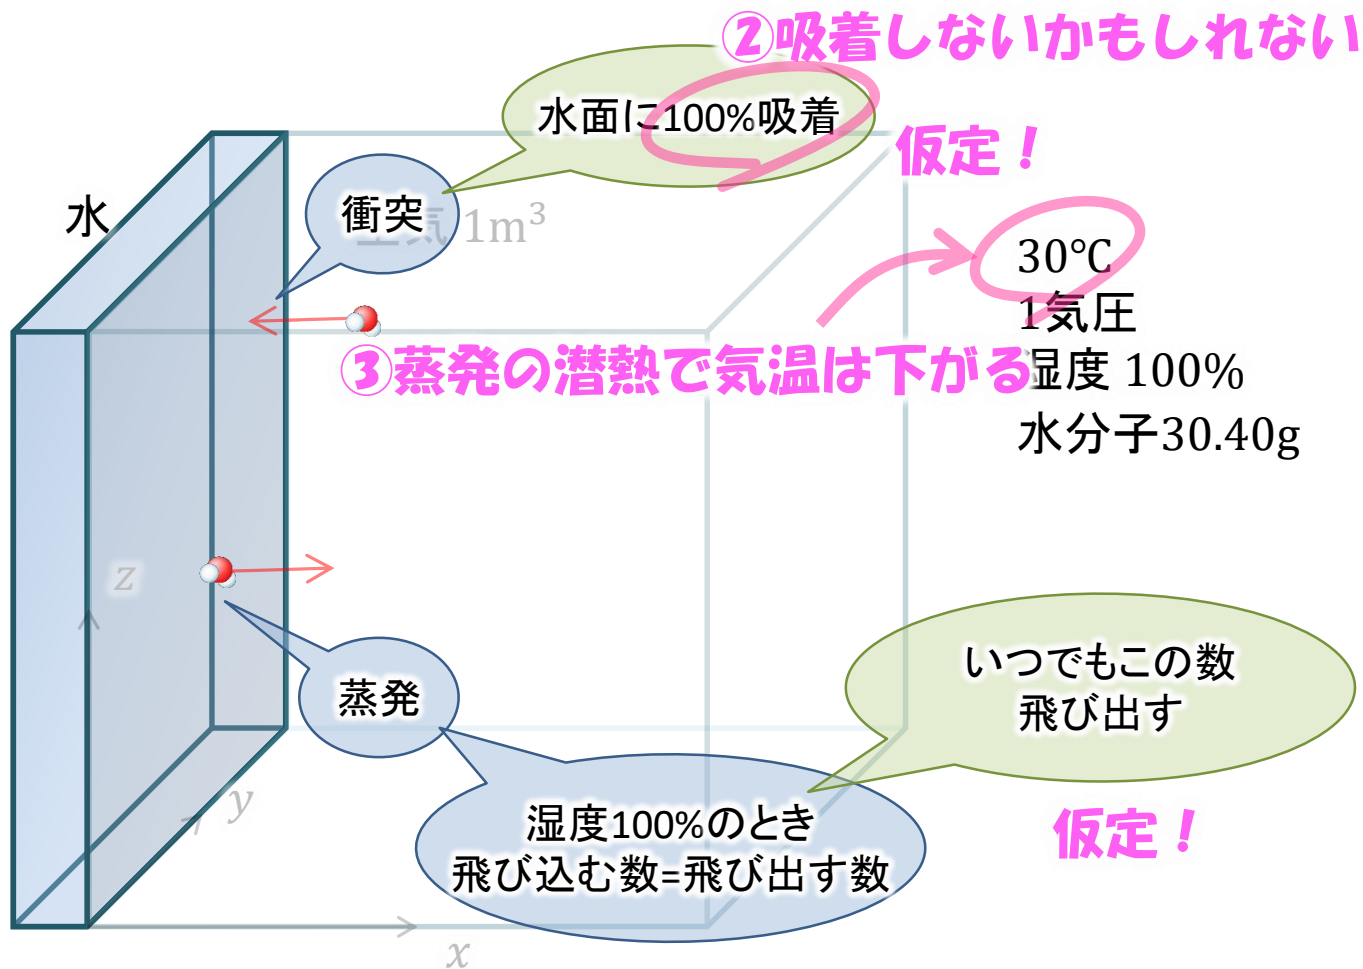 ②吸着しないかもしれない
水面に100%吸着
仮定！
水
衝突
空気 1m³
30℃
1気圧
③蒸発の潜熱で気温は下がる
湿度 100%
水分子30.40g
z
蒸発
いつでもこの数
飛び出す
y
湿度100%のとき
飛び込む数=飛び出す数
仮定！
x